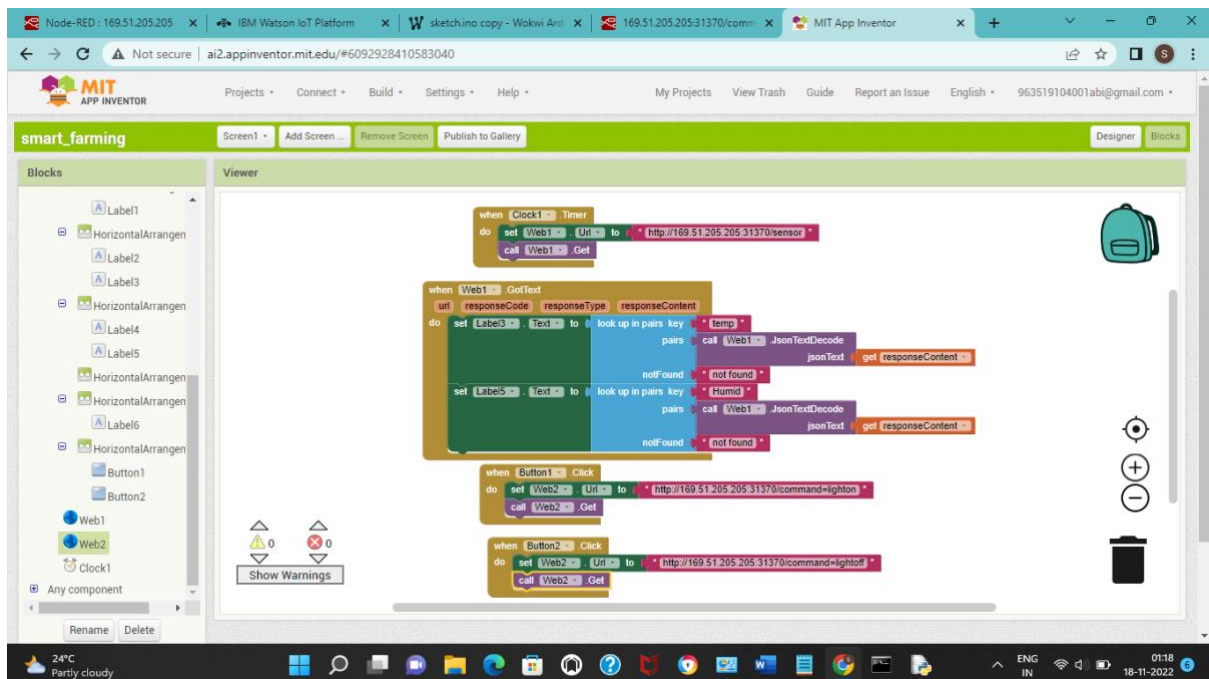 Node-RED : 169.51.205.205
IBM Watson IoT Platform
sketch.ino copy - Wokwi Ard
169.51.205.205:31370/comm
MIT App Inventor
Not secure
ai2.appinventor.mit.edu/#6092928410583040
S
MIT
APP INVENTOR
Projects
Connect
Build
Settings
Help
My Projects
View Trash
Guide
Report an Issue
English
963519104001abi@gmail.com
smart_farming
Screen1
Add Screen ...
Remove Screen
Publish to Gallery
Designer
Blocks
Blocks
Viewer
Label1
HorizontalArrangen
Label2
Label3
HorizontalArrangen
Label4
Label5
HorizontalArrangen
HorizontalArrangen
Label6
HorizontalArrangen
Button1
Button2
Web1
Web2
Clock1
Any component
Rename
Delete
when Clock1 .Timer
do set Web1 . Url to " http://169.51.205.205:31370/sensor "
call Web1 .Get
when Web1 .GotText
url responseCode responseType responseContent
do set Label3 . Text to look up in pairs key " temp "
pairs call Web1 .JsonTextDecode
jsonText get responseContent
notFound " not found "
set Label5 . Text to look up in pairs key " Humid "
pairs call Web1 .JsonTextDecode
jsonText get responseContent
notFound " not found "
when Button1 .Click
do set Web2 . Url to " http://169.51.205.205:31370/command=lighton "
call Web2 .Get
when Button2 .Click
do set Web2 . Url to " http://169.51.205.205:31370/command=lightoff "
call Web2 .Get
0
0
Show Warnings
24°C
Partly cloudy
ENG
IN
01:18
18-11-2022
6